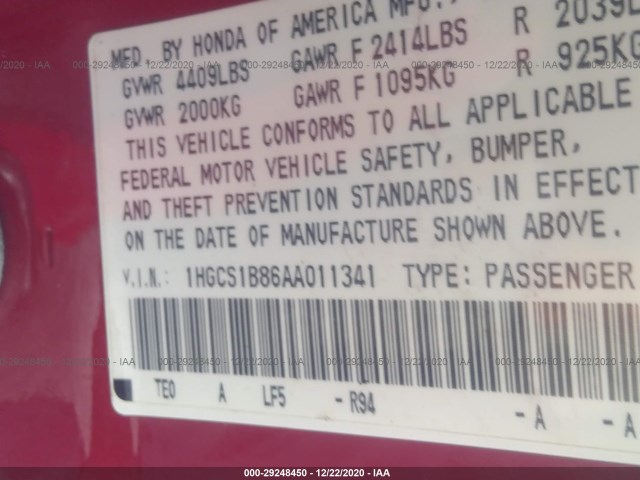 MFD BY HONDA OF AMERICA MFG.
GVWR 4409LBS GAWR F 2414LBS R 2039L
GVWR 2000KG GAWR F 1095KG R 925KG
THIS VEHICLE CONFORMS TO ALL APPLICABLE
FEDERAL MOTOR VEHICLE SAFETY, BUMPER,
AND THEFT PREVENTION STANDARDS IN EFFECT
ON THE DATE OF MANUFACTURE SHOWN ABOVE.
V.I.N: 1HGCS1B86AA011341 TYPE: PASSENGER
TE0 A LF5 - R94 - A - A
000-29248450 - 12/22/2020 - IAA